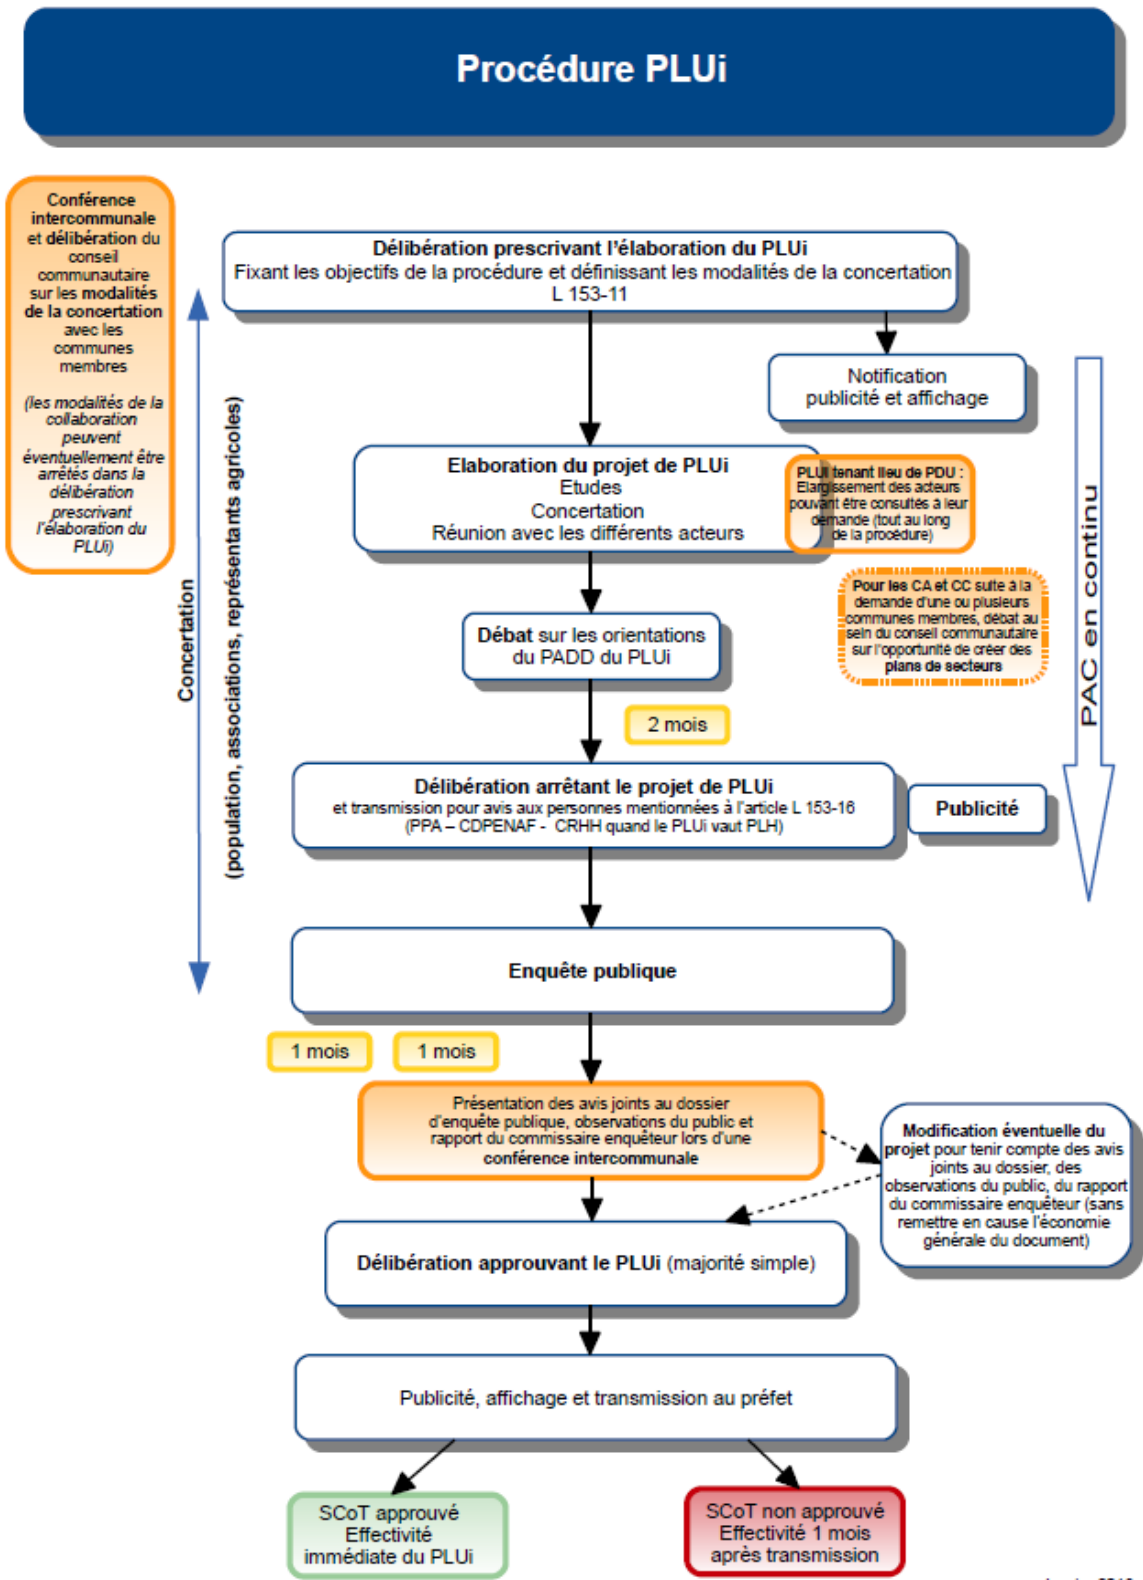 Procédure PLUi
Conférence
intercommunale
et délibération du
conseil
communautaire
sur les modalités
de la concertation
avec les
communes
membres
(les modalités de la
collaboration
peuvent
éventuellement être
arrêtés dans la
délibération
prescrivant
l'élaboration du
PLUi)
Délibération prescrivant l'élaboration du PLUi
Fixant les objectifs de la procédure et définissant les modalités de la concertation
L 153-11
Notification
publicité et affichage
Concertation
(population, associations, représentants agricoles)
PAC en continu
Elaboration du projet de PLUi
Etudes
Concertation
Réunion avec les différents acteurs
PLUi tenant lieu de PDU :
Elargissement des acteurs
pouvant être consultés à leur
demande (tout au long
de la procédure)
Pour les CA et CC suite à la
demande d'une ou plusieurs
communes membres, débat au
sein du conseil communautaire
sur l'opportunité de créer des
plans de secteurs
Débat sur les orientations
du PADD du PLUi
2 mois
Délibération arrêtant le projet de PLUi
et transmission pour avis aux personnes mentionnées à l'article L 153-16
(PPA – CDPENAF - CRHH quand le PLUi vaut PLH)
Publicité
Enquête publique
1 mois
1 mois
Présentation des avis joints au dossier
d'enquête publique, observations du public et
rapport du commissaire enquêteur lors d'une
conférence intercommunale
Modification éventuelle du
projet pour tenir compte des avis
joints au dossier, des
observations du public, du rapport
du commissaire enquêteur (sans
remettre en cause l'économie
générale du document)
Délibération approuvant le PLUi (majorité simple)
Publicité, affichage et transmission au préfet
SCoT approuvé
Effectivité
immédiate du PLUi
SCoT non approuvé
Effectivité 1 mois
après transmission